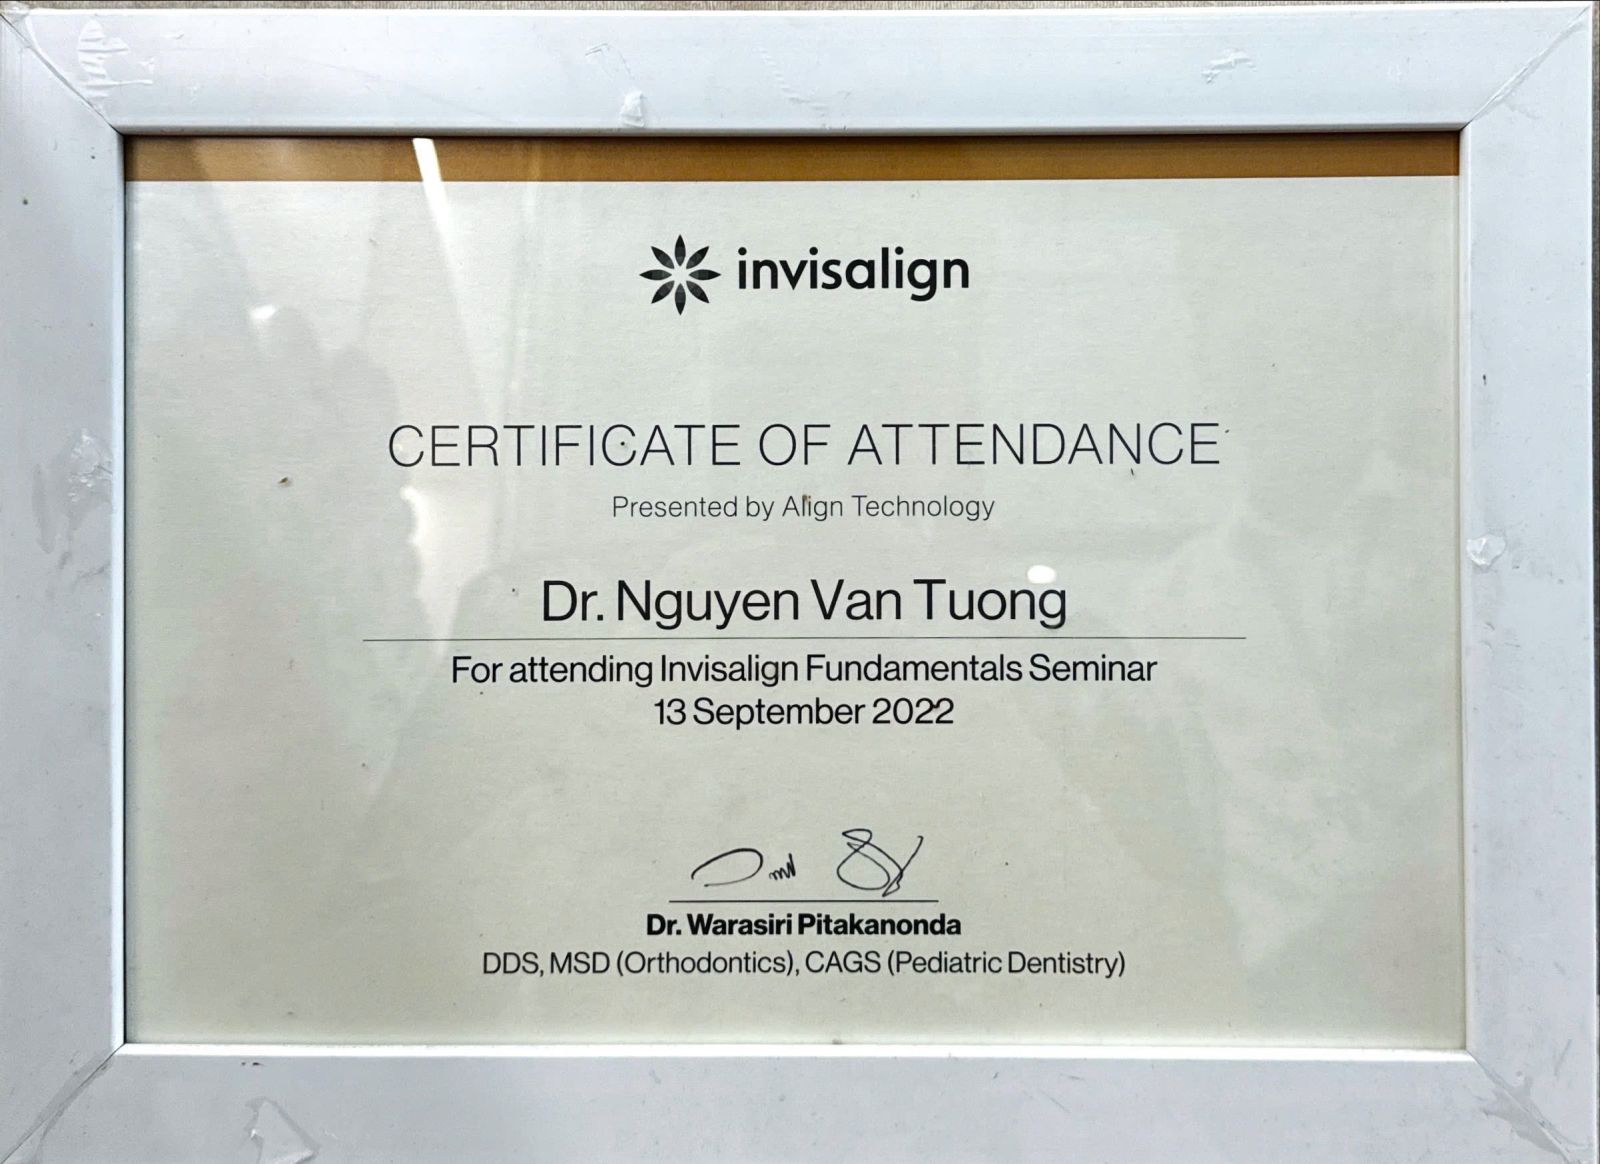 invisalign
CERTIFICATE OF ATTENDANCE
Presented by Align Technology
Dr. Nguyen Van Tuong
For attending Invisalign Fundamentals Seminar
13 September 2022
Dr. Warasiri Pitakanonda
DDS, MSD (Orthodontics), CAGS (Pediatric Dentistry)